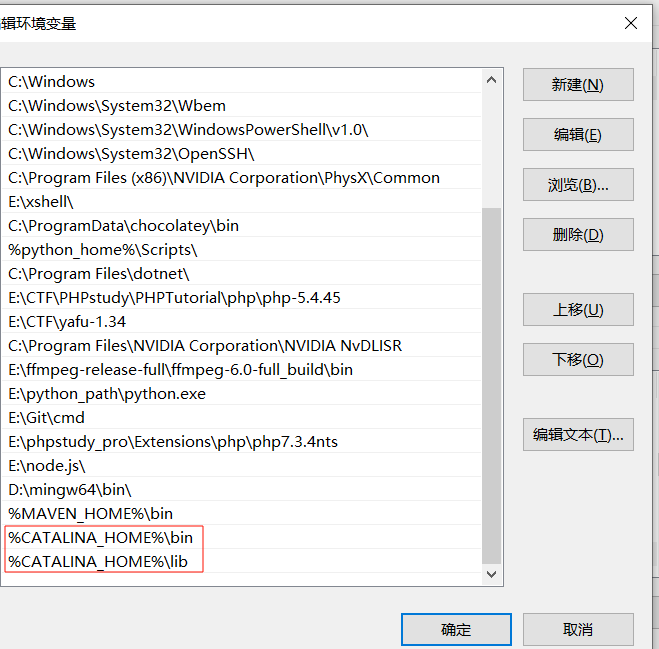 编辑环境变量
C:\Windows
C:\Windows\System32\Wbem
C:\Windows\System32\WindowsPowerShell\v1.0\
C:\Windows\System32\OpenSSH\
C:\Program Files (x86)\NVIDIA Corporation\PhysX\Common
E:\xshell\
C:\ProgramData\chocolatey\bin
%python_home%\Scripts\
C:\Program Files\dotnet\
E:\CTF\PHPstudy\PHPTutorial\php\php-5.4.45
E:\CTF\yafu-1.34
C:\Program Files\NVIDIA Corporation\NVIDIA NvDLISR
E:\ffmpeg-release-full\ffmpeg-6.0-full_build\bin
E:\python_path\python.exe
E:\Git\cmd
E:\phpstudy_pro\Extensions\php\php7.3.4nts
E:\node.js\
D:\mingw64\bin\
%MAVEN_HOME%\bin
%CATALINA_HOME%\bin
%CATALINA_HOME%\lib
新建(N)
编辑(E)
浏览(B)...
删除(D)
上移(U)
下移(O)
编辑文本(T)...
确定
取消